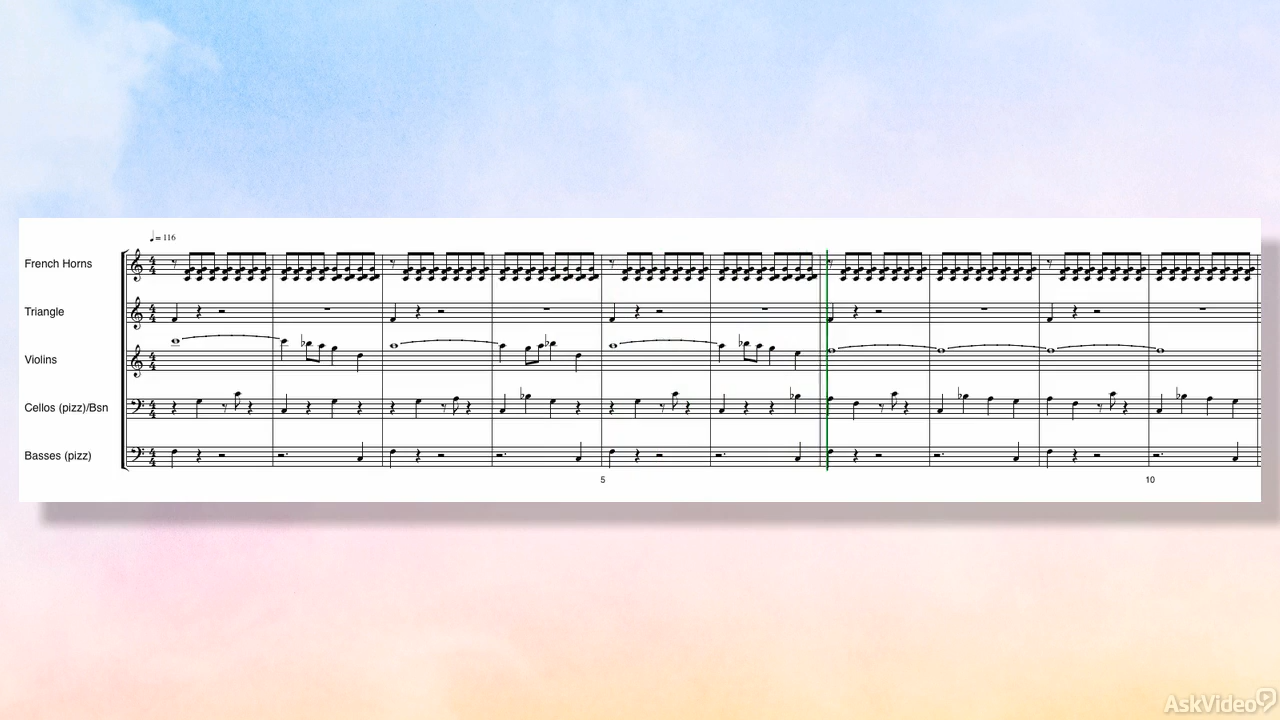 ♩= 116
French Horns
Triangle
Violins
Cellos (pizz)/Bsn
Basses (pizz)
5
10
AskVideo